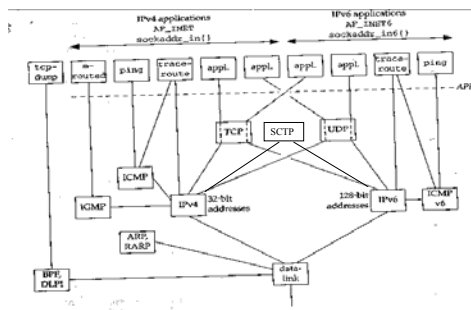 IPv4 applications
AF_INET
sockaddr_in{}
IPv6 applications
AF_INET6
sockaddr_in6{}
tcp-
dump
m-
routed
ping
trace-
route
appl.
appl.
appl.
appl.
trace-
route
ping
API
TCP
SCTP
UDP
ICMP
IGMP
IPv4
32-bit
addresses
128-bit
addresses
IPv6
ICMP
v6
ARP,
RARP
BPF,
DLPI
data-
link